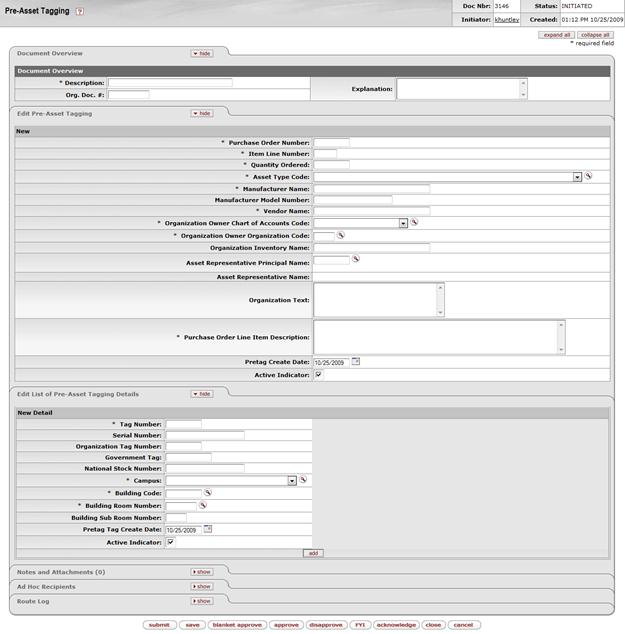 Pre-Asset Tagging ?
Doc Nbr: 3146 Status: INITIATED
Initiator: khuntley Created: 01:12 PM 10/25/2009
expand all collapse all
* required field
Document Overview hide
Document Overview
* Description: Explanation:
Org. Doc. #:
Edit Pre-Asset Tagging hide
New
* Purchase Order Number:
* Item Line Number:
* Quantity Ordered:
* Asset Type Code:
* Manufacturer Name:
Manufacturer Model Number:
* Vendor Name:
* Organization Owner Chart of Accounts Code:
* Organization Owner Organization Code:
Organization Inventory Name:
Asset Representative Principal Name:
Asset Representative Name:
Organization Text:
* Purchase Order Line Item Description:
Pretag Create Date: 10/25/2009
Active Indicator:
Edit List of Pre-Asset Tagging Details hide
New Detail
* Tag Number:
Serial Number:
Organization Tag Number:
Government Tag:
National Stock Number:
* Campus:
* Building Code:
* Building Room Number:
Building Sub Room Number:
Pretag Tag Create Date: 10/25/2009
Active Indicator:
add
Notes and Attachments (0) show
Ad Hoc Recipients show
Route Log show
submit save blanket approve approve disapprove FYI acknowledge close cancel